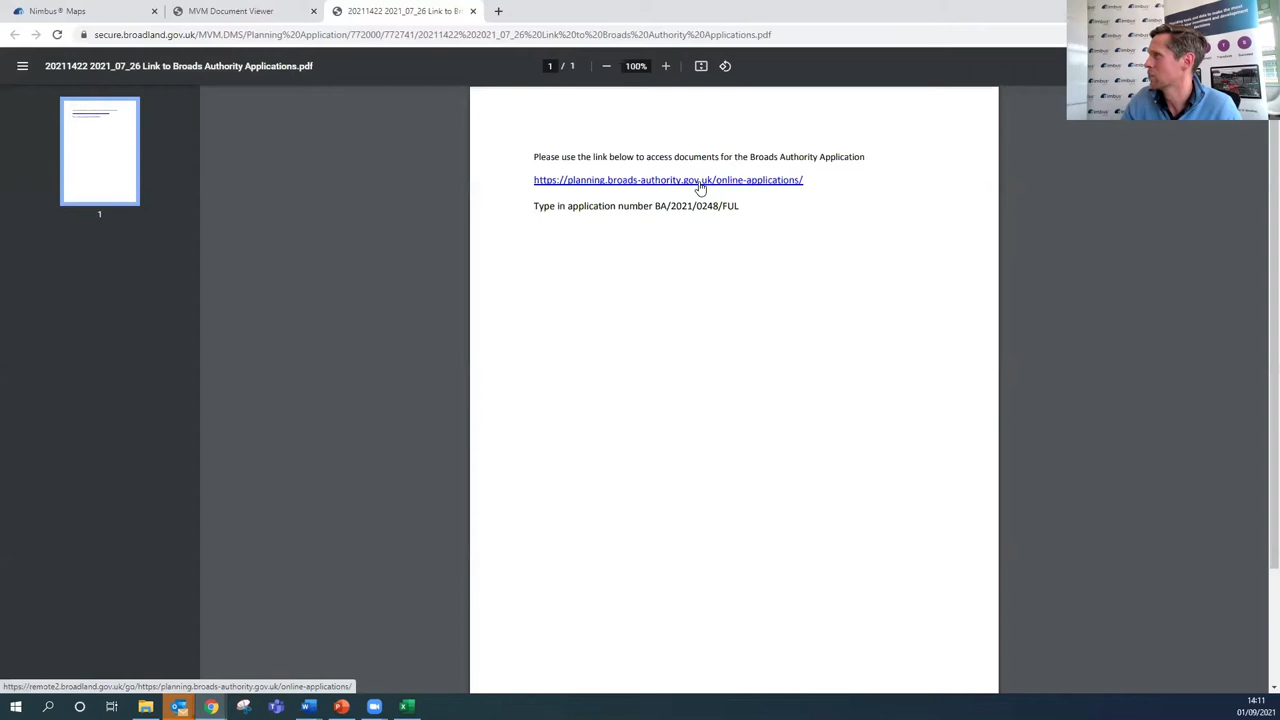 Nimbus® Maps
MVM Document Viewer
20211422 2021_07_26 Link to Br
secure.broadland.gov.uk/MVM.DMS/Planning%20Application/772000/772741/20211422%202021_07_26%20Link%20to%20Broads%20Authority%20Applications.pdf
20211422 2021_07_26 Link to Broads Authority Applications.pdf
1 / 1
100%
Please use the link below to access documents for the Broads Authority Application
https://planning.broads-authority.gov.uk/online-applications/
Type in application number BA/2021/0248/FUL
1
https://remote2.broadland.gov.uk/go/https:/planning.broads-authority.gov.uk/online-applications/
14:11
01/09/2021